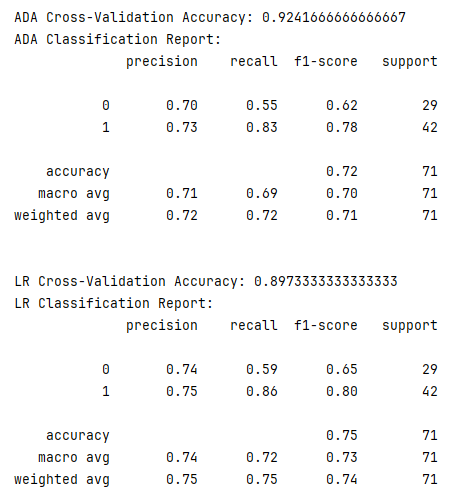 ADA Cross-Validation Accuracy: 0.9241666666666667
ADA Classification Report:
precision recall f1-score support
0 0.70 0.55 0.62 29
1 0.73 0.83 0.78 42
accuracy 0.72 71
macro avg 0.71 0.69 0.70 71
weighted avg 0.72 0.72 0.71 71
LR Cross-Validation Accuracy: 0.8973333333333333
LR Classification Report:
precision recall f1-score support
0 0.74 0.59 0.65 29
1 0.75 0.86 0.80 42
accuracy 0.75 71
macro avg 0.74 0.72 0.73 71
weighted avg 0.75 0.75 0.74 71